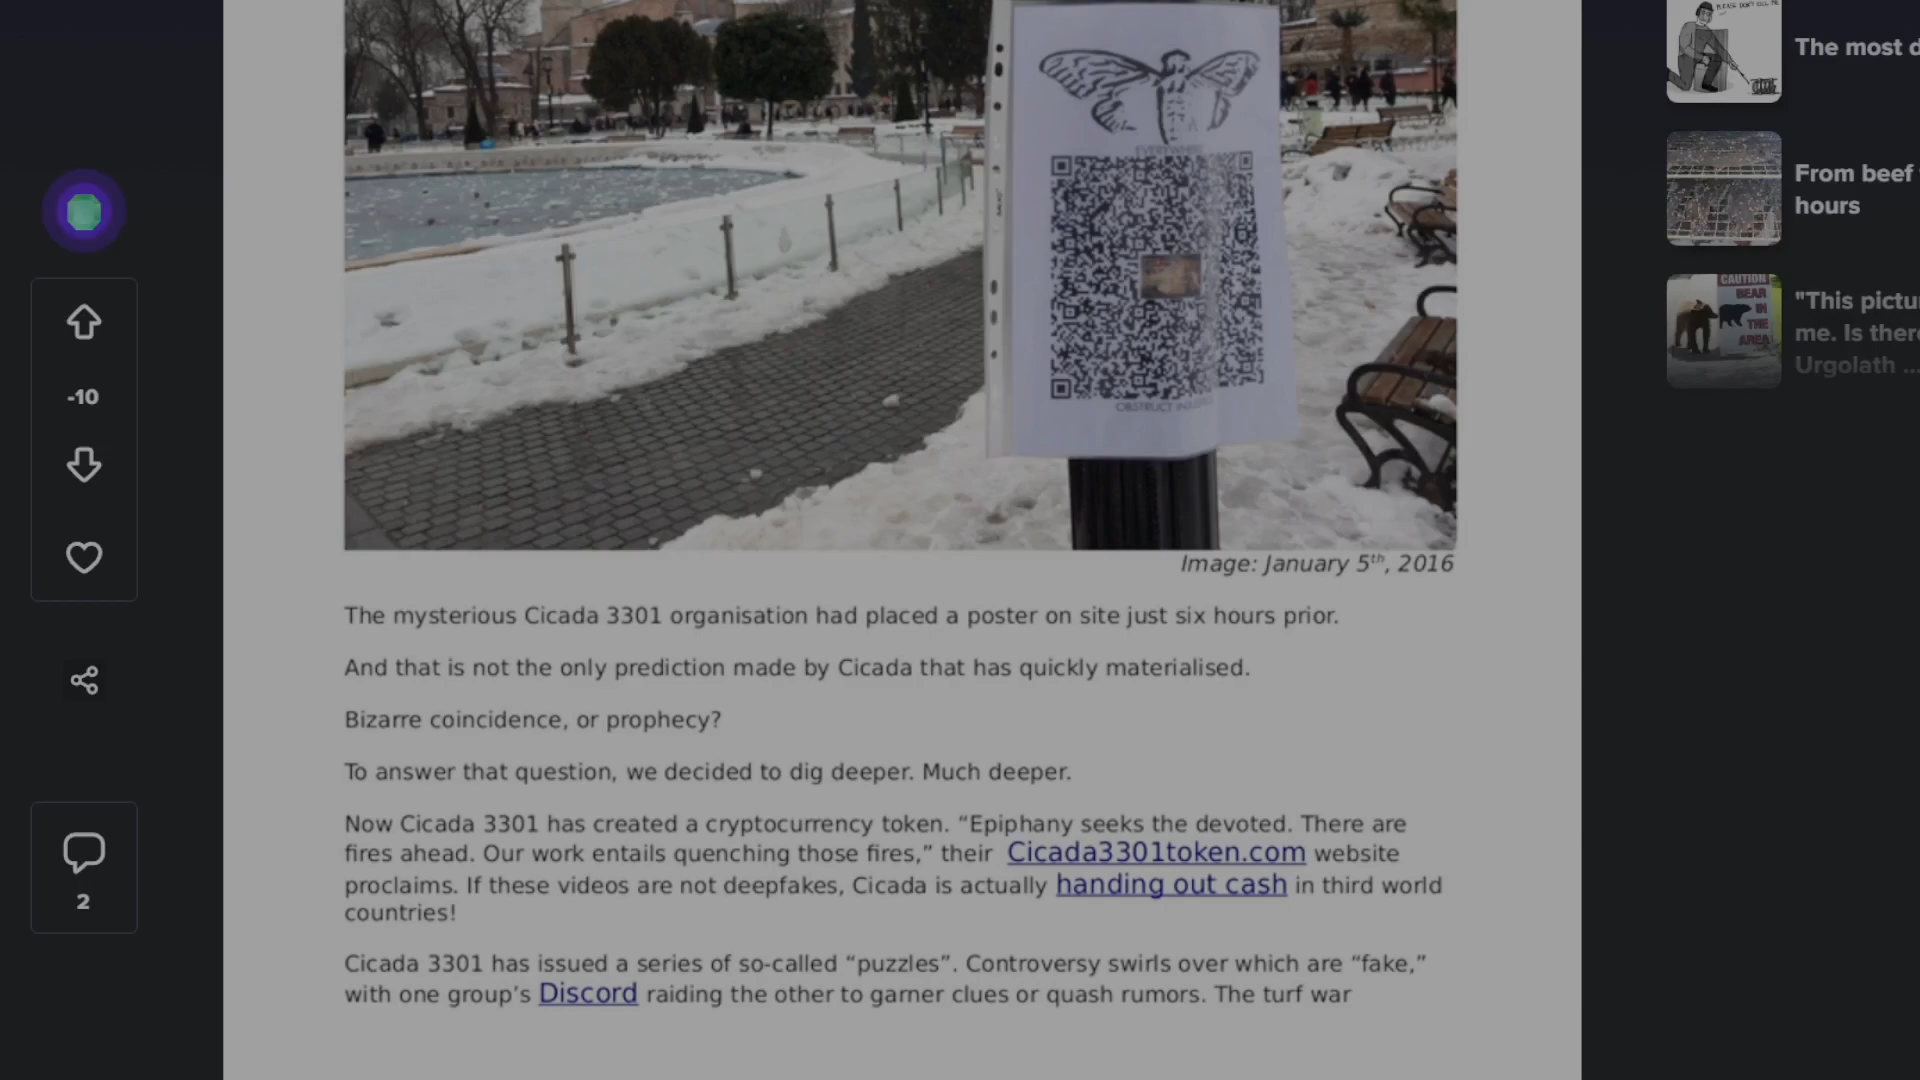 EVERYWHERE
OBSTRUCT
Image: January 5th, 2016
The mysterious Cicada 3301 organisation had placed a poster on site just six hours prior.
And that is not the only prediction made by Cicada that has quickly materialised.
Bizarre coincidence, or prophecy?
To answer that question, we decided to dig deeper. Much deeper.
Now Cicada 3301 has created a cryptocurrency token. “Epiphany seeks the devoted. There are
fires ahead. Our work entails quenching those fires,” their Cicada3301token.com website
proclaims. If these videos are not deepfakes, Cicada is actually handing out cash in third world
countries!
Cicada 3301 has issued a series of so-called “puzzles”. Controversy swirls over which are “fake,”
with one group’s Discord raiding the other to garner clues or quash rumors. The turf war
-10
2
PLEASE DON'T KILL ME
The most d
From beef
hours
CAUTION
BEAR
IN
THE
AREA
"This pictu
me. Is there
Urgolath ...